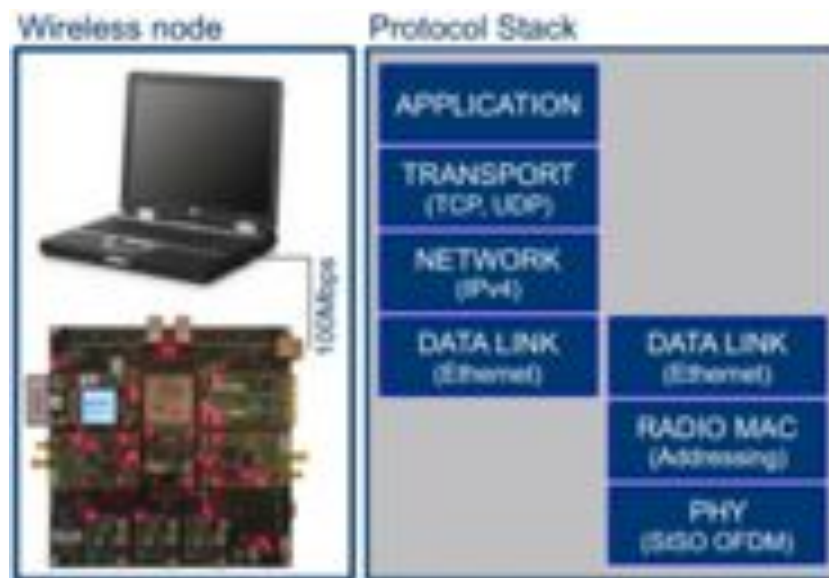 Wireless node
Protocol Stack
100Mbps
APPLICATION
TRANSPORT
(TCP, UDP)
NETWORK
(IPv4)
DATA LINK
(Ethernet)
DATA LINK
(Ethernet)
RADIO MAC
(Addressing)
PHY
(SISO OFDM)